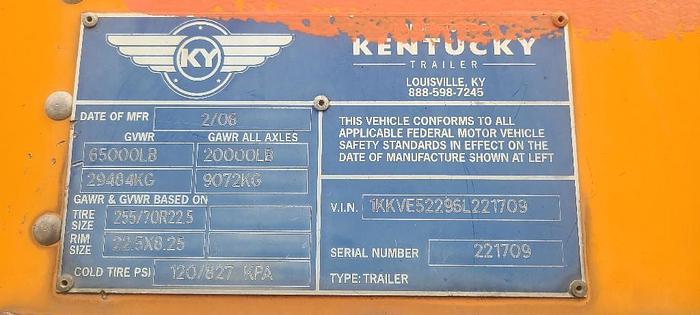 KY
KENTUCKY
TRAILER
LOUISVILLE, KY
888-598-7245
DATE OF MFR 2/06
GVWR GAWR ALL AXLES
65000LB 20000LB
29484KG 9072KG
GAWR & GVWR BASED ON
TIRE SIZE 255/70R22.5
RIM SIZE 22.5X8.25
COLD TIRE PSI 120/827 KPA
THIS VEHICLE CONFORMS TO ALL
APPLICABLE FEDERAL MOTOR VEHICLE
SAFETY STANDARDS IN EFFECT ON THE
DATE OF MANUFACTURE SHOWN AT LEFT
V.I.N. 1KKVE52296L221709
SERIAL NUMBER 221709
TYPE: TRAILER